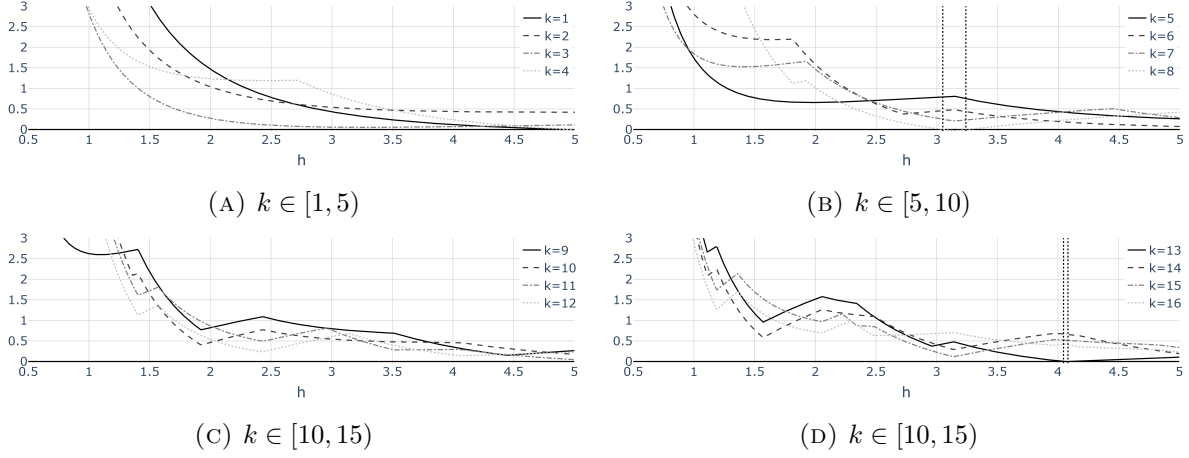 3
2.5
2
1.5
1
0.5
0
0.5 1 1.5 2 2.5 3 3.5 4 4.5 5
h
k=1
k=2
k=3
k=4
(A) k ∈ [1, 5)
3
2.5
2
1.5
1
0.5
0
0.5 1 1.5 2 2.5 3 3.5 4 4.5 5
h
k=5
k=6
k=7
k=8
(B) k ∈ [5, 10)
3
2.5
2
1.5
1
0.5
0
0.5 1 1.5 2 2.5 3 3.5 4 4.5 5
h
k=9
k=10
k=11
k=12
(C) k ∈ [10, 15)
3
2.5
2
1.5
1
0.5
0
0.5 1 1.5 2 2.5 3 3.5 4 4.5 5
h
k=13
k=14
k=15
k=16
(D) k ∈ [10, 15)